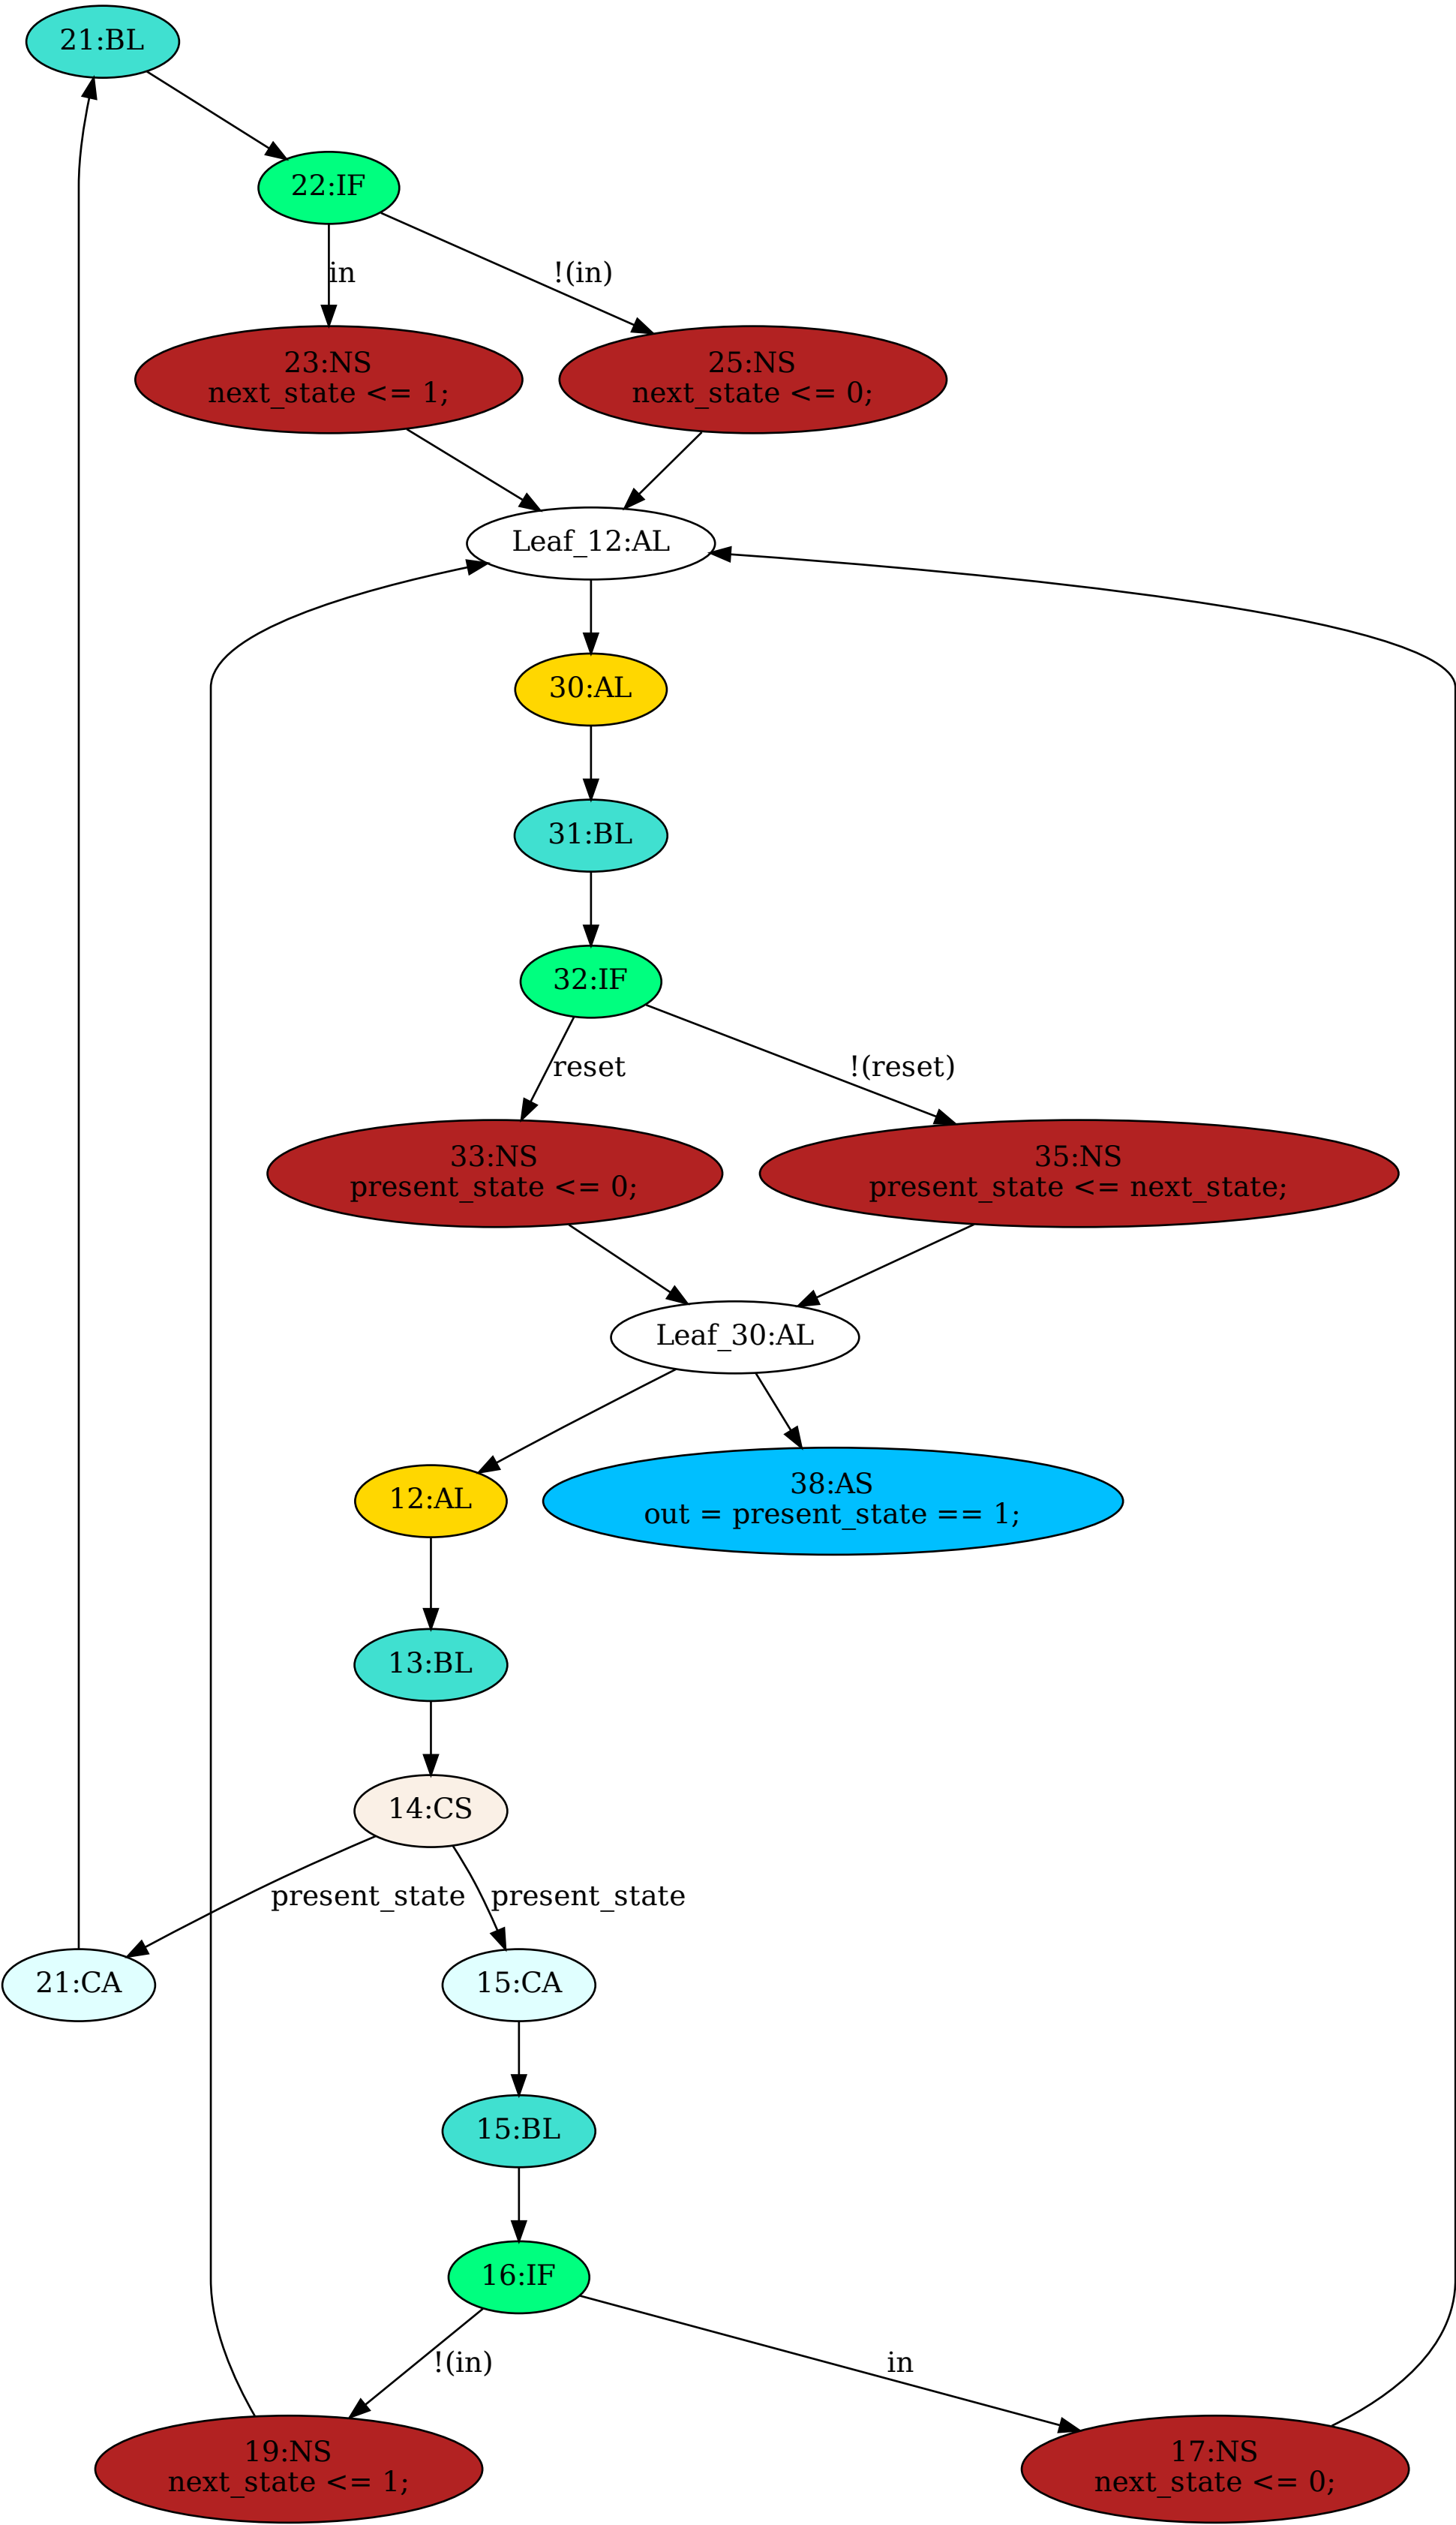 21:BL
22:IF
in
!(in)
23:NS
next_state <= 1;
25:NS
next_state <= 0;
Leaf_12:AL
30:AL
31:BL
32:IF
reset
!(reset)
33:NS
present_state <= 0;
35:NS
present_state <= next_state;
Leaf_30:AL
12:AL
38:AS
out = present_state == 1;
13:BL
14:CS
present_state
present_state
21:CA
15:CA
15:BL
16:IF
!(in)
in
19:NS
next_state <= 1;
17:NS
next_state <= 0;